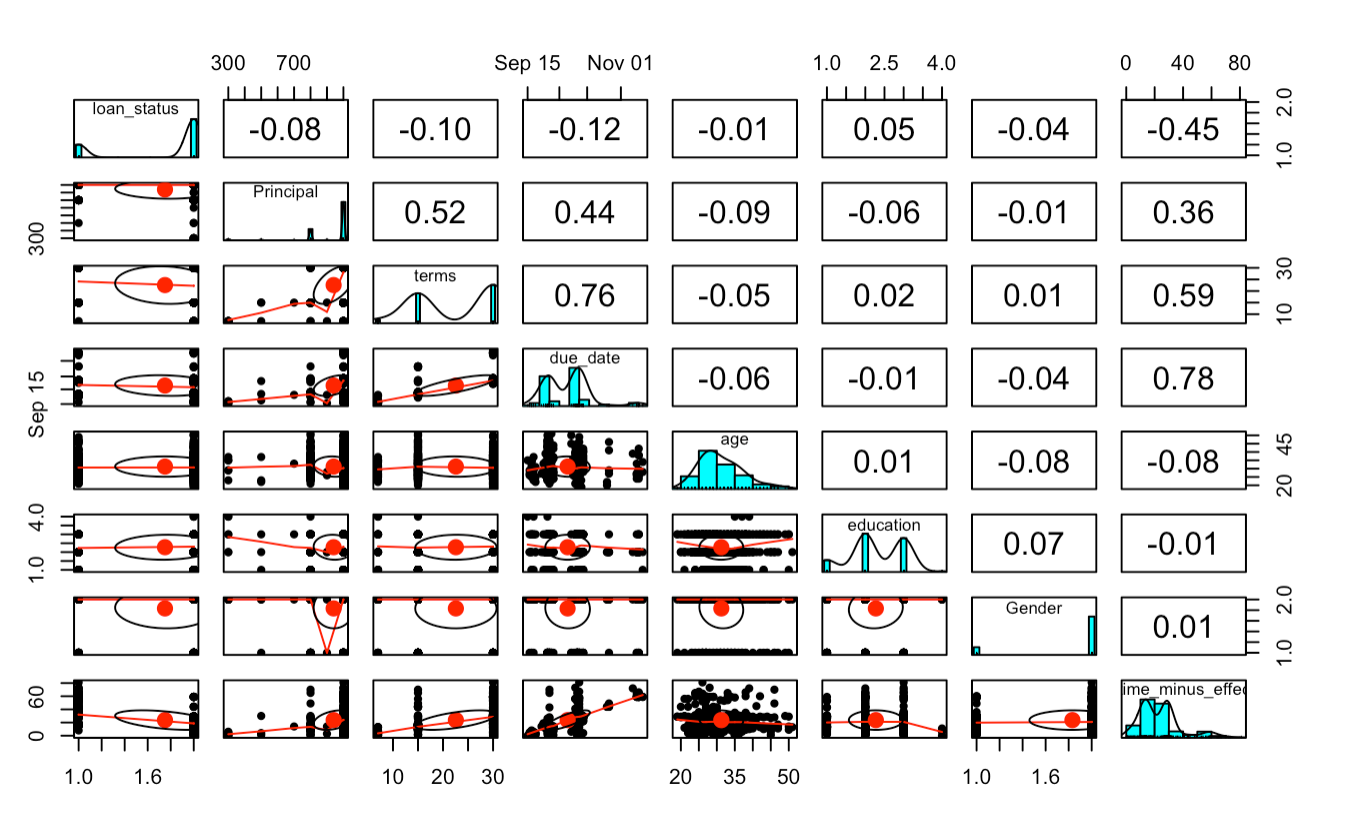 300 700 Sep 15 Nov 01 1.0 2.5 4.0 0 40 80
loan_status -0.08 -0.10 -0.12 -0.01 0.05 -0.04 -0.45 1.0 2.0
300 Principal 0.52 0.44 -0.09 -0.06 -0.01 0.36
terms 0.76 -0.05 0.02 0.01 0.59 10 30
Sep 15 due_date -0.06 -0.01 -0.04 0.78
age 0.01 -0.08 -0.08 20 45
1.0 4.0 education 0.07 -0.01
Gender 0.01 1.0 2.0
0 60 ime_minus_effec
1.0 1.6 10 20 30 20 35 50 1.0 1.6